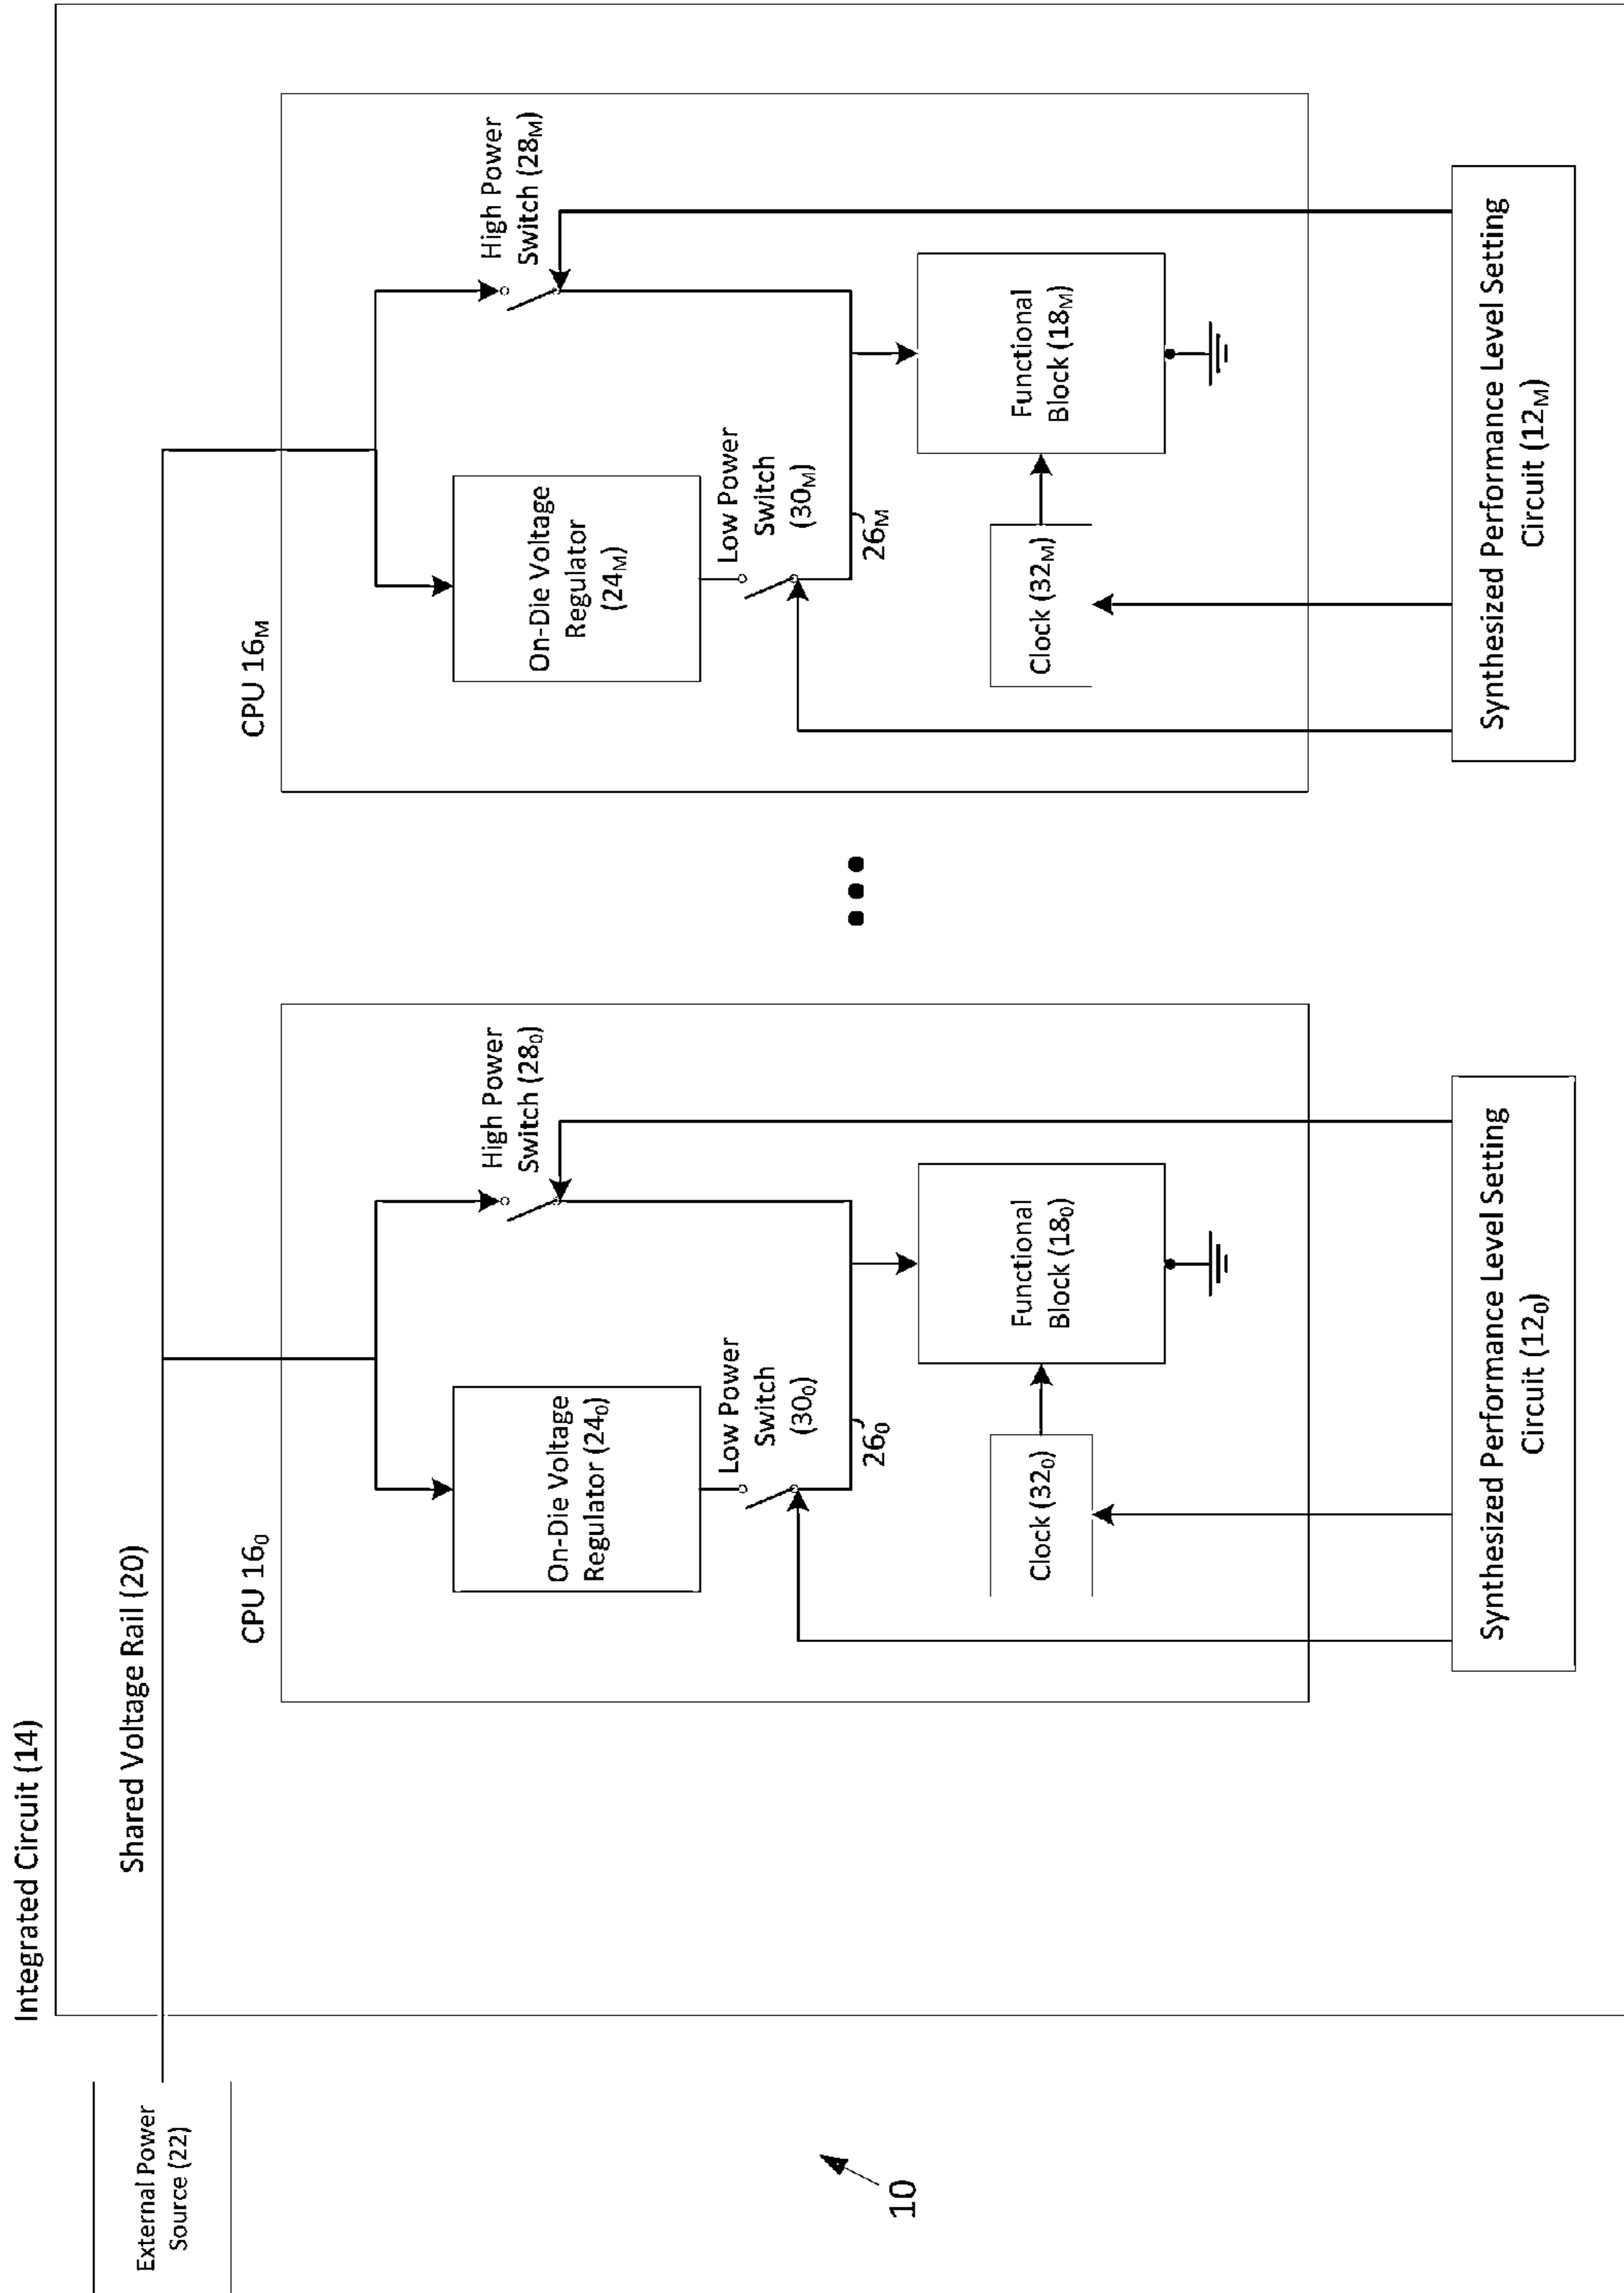 Integrated Circuit (14)
External Power
Source (22)
Shared Voltage Rail (20)
CPU 16₀
On-Die Voltage
Regulator (24₀)
High Power
Switch (28₀)
Low Power
Switch
(30₀)
26₀
Clock (32₀)
Functional
Block (18₀)
Synthesized Performance Level Setting
Circuit (12₀)
CPU 16M
On-Die Voltage
Regulator
(24M)
High Power
Switch (28M)
Low Power
Switch
(30M)
26M
Clock (32M)
Functional
Block (18M)
Synthesized Performance Level Setting
Circuit (12M)
10